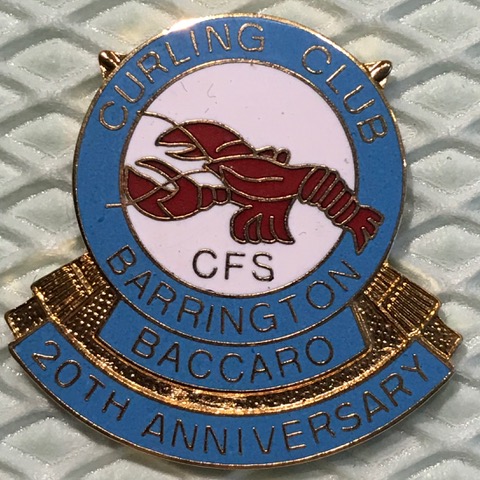 CURLING CLUB
CFS
BARRINGTON
BACCARO
20TH ANNIVERSARY